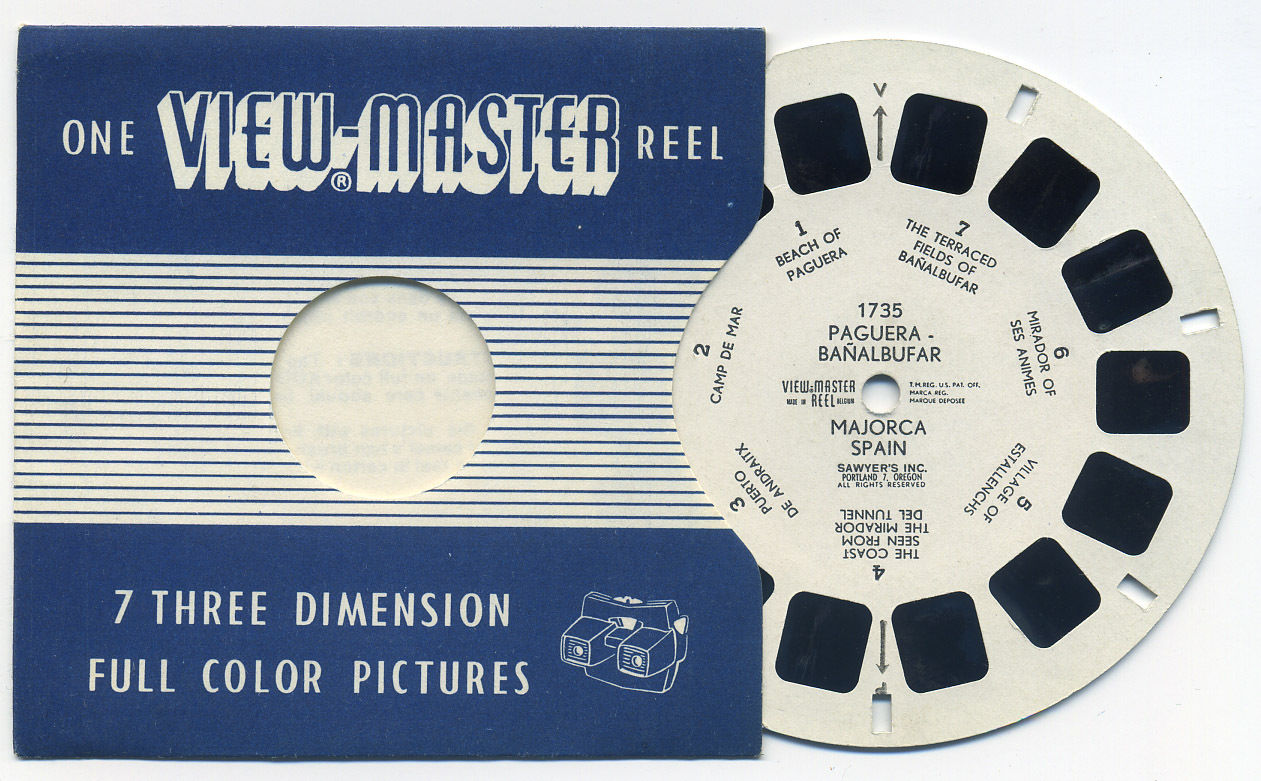 ONE VIEW-MASTER® REEL
7 THREE DIMENSION
FULL COLOR PICTURES
1
BEACH OF
PAGUERA
7
THE TERRACED
FIELDS OF
BAÑALBUFAR
2
CAMP DE MAR
6
MIRADOR OF
SES ANIMES
1735
PAGUERA -
BAÑALBUFAR
VIEW-MASTER
MADE IN REEL BELGIUM
T.M.REG. U.S. PAT. OFF.
MARCA REG.
MARQUE DEPOSEE
MAJORCA
SPAIN
SAWYER'S INC.
PORTLAND 7, OREGON
ALL RIGHTS RESERVED
3
PUERTO
DE ANDRAITX
5
VILLAGE OF
ESTALLENCHS
4
THE COAST
SEEN FROM
THE MIRADOR
DEL TUNNEL